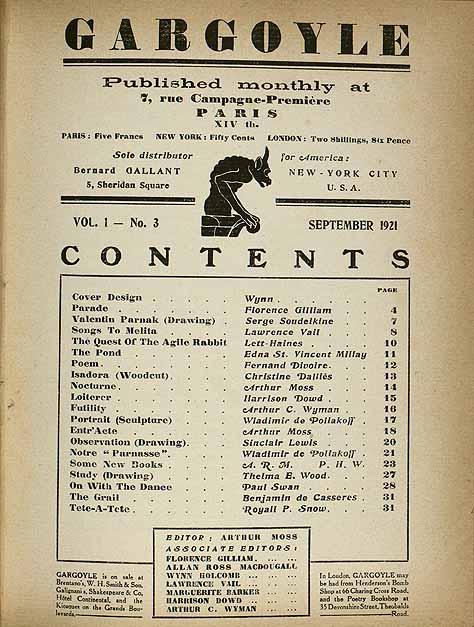 GARGOYLE
Published monthly at
7, rue Campagne-Première
PARIS
XIV th.
PARIS : Five Francs NEW YORK : Fifty Cents LONDON : Two Shillings, Six Pence
Sole distributor for America :
Bernard GALLANT NEW-YORK CITY
5, Sheridan Square U. S. A.
VOL. 1 — No. 3 SEPTEMBER 1921
CONTENTS
PAGE
Cover Design . . . . . Wynn . . . . .
Parade . . . . . Florence Gilliam . . . 4
Valentin Parnak (Drawing) . . . Serge Soudeikine . . . 7
Songs To Melita . . . . . Lawrence Vail . . . 8
The Quest Of The Agile Rabbit Lett-Haines . . . 10
The Pond . . . . . Edna St. Vincent Millay 11
Poem . . . . . Fernand Divoire . . . 12
Isadora (Woodcut) . . . . . Christine Dalliès . . . 13
Nocturne . . . . . Arthur Moss . . . 14
Loiterer . . . . . Harrison Dowd . . . 15
Futility . . . . . Arthur C. Wyman . . . 16
Portrait (Sculpture) . . . . . Wladimir de Pollakoff . 17
Entr'Acte . . . . . Arthur Moss . . . 18
Observation (Drawing) . . . . . Sinclair Lewis . . . 20
Notre "Parnasse" . . . . . Wladimir de Pollakoff 21
Some New Books . . . . . A. R. M. P. H. W. 23
Study (Drawing) . . . . . Thelma E. Wood . . . 27
On With The Dance . . . . . Paul Swan . . . 28
The Grail . . . . . Benjamin de Casseres . 31
Tete-A-Tete . . . . . Royall P. Snow . . . 31
EDITOR : ARTHUR MOSS
ASSOCIATE EDITORS :
FLORENCE GILLIAM . . .
ALLAN ROSS MACDOUGALL
WYNN HOLCOMB ... ... ...
LAWRENCE VAIL ... ... ...
MARGUERITE BARKER ... ...
HARRISON DOWD ... ... ...
ARTHUR C. WYMAN ... ...
GARGOYLE is on sale at
Brentano's, W. H. Smith & Son,
Galignani's, Shakespeare & Co,
Hôtel Continental, and the
Kiosques on the Grands Bou-
levards.
In London, GARGOYLE may
be had from Henderson's Bomb
Shop at 66 Charing Cross Road,
and the Poetry Bookshop at
35 Devonshire Street, Theobalds
Road.